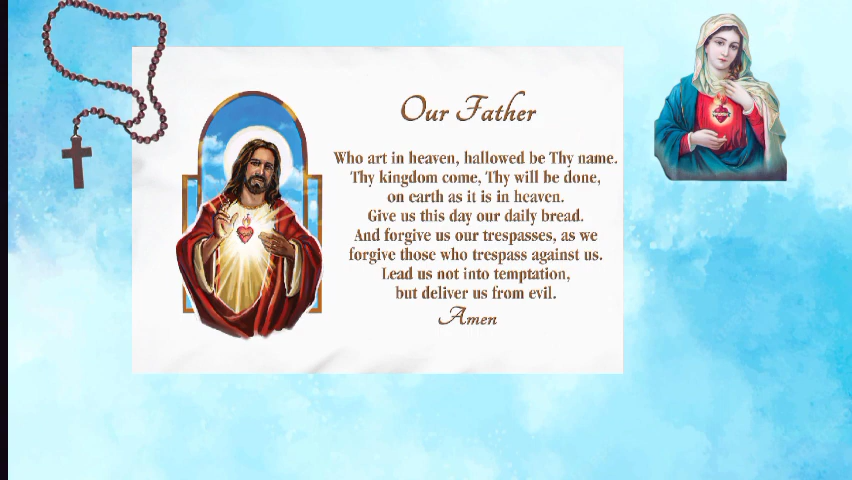 Our Father
Who art in heaven, hallowed be Thy name.
Thy kingdom come, Thy will be done,
on earth as it is in heaven.
Give us this day our daily bread.
And forgive us our trespasses, as we
forgive those who trespass against us.
Lead us not into temptation,
but deliver us from evil.
Amen